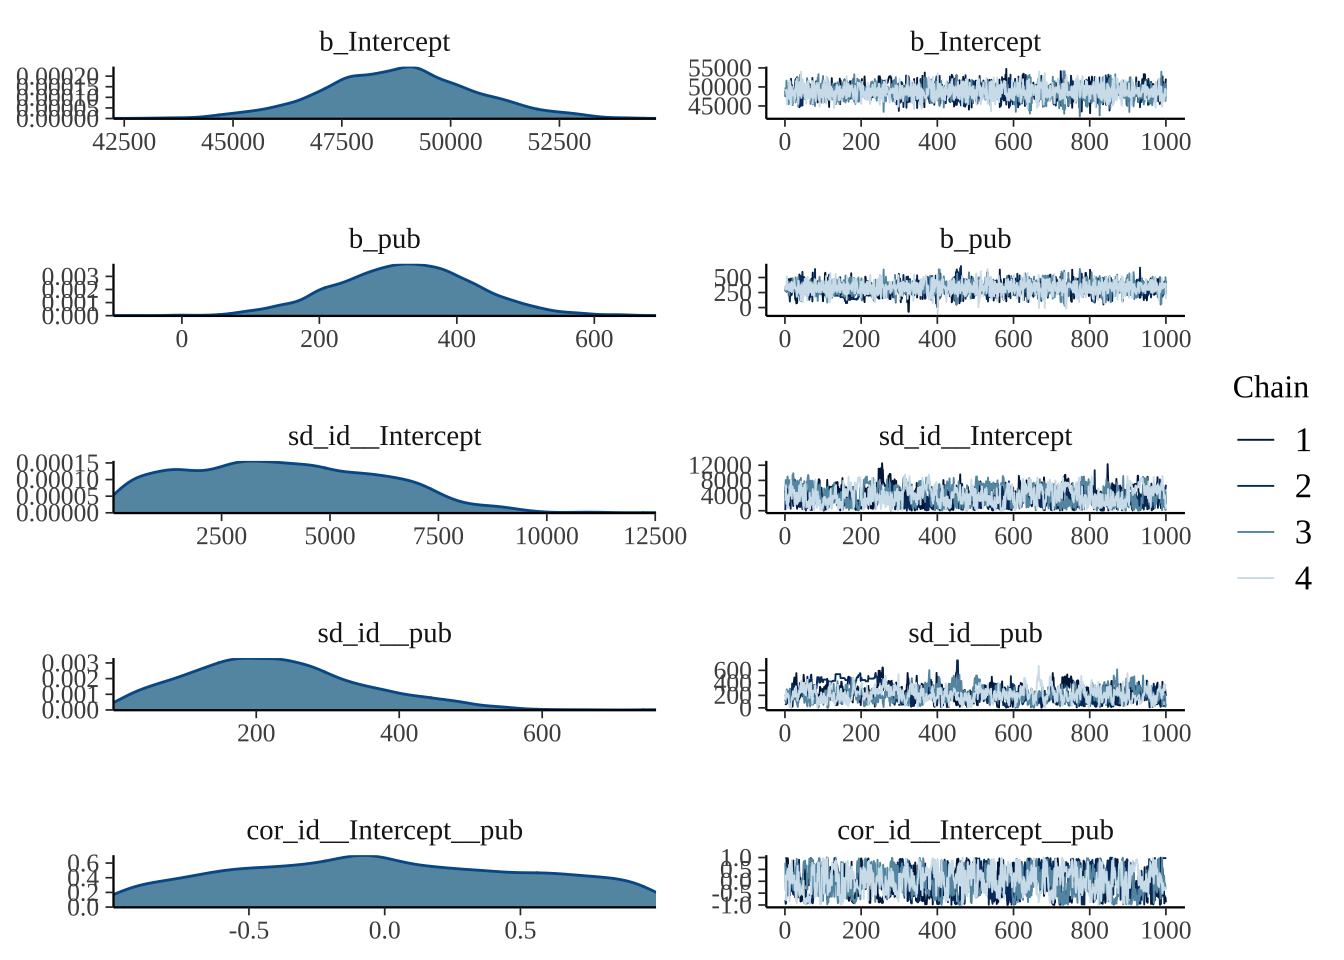 b_Intercept
b_Intercept
0.00020
0.00015
0.00010
0.00005
0.00000
42500 45000 47500 50000 52500
55000
50000
45000
0 200 400 600 800 1000
b_pub
b_pub
0.003
0.002
0.001
0.000
0 200 400 600
500
250
0
0 200 400 600 800 1000
sd_id__Intercept
sd_id__Intercept
0.00015
0.00010
0.00005
0.00000
2500 5000 7500 10000 12500
12000
8000
4000
0
0 200 400 600 800 1000
sd_id__pub
sd_id__pub
0.003
0.002
0.001
0.000
200 400 600
600
400
200
0
0 200 400 600 800 1000
cor_id__Intercept__pub
cor_id__Intercept__pub
0.6
0.4
0.2
0.0
-0.5 0.0 0.5
1.0
0.5
0.0
-0.5
-1.0
0 200 400 600 800 1000
Chain
1
2
3
4